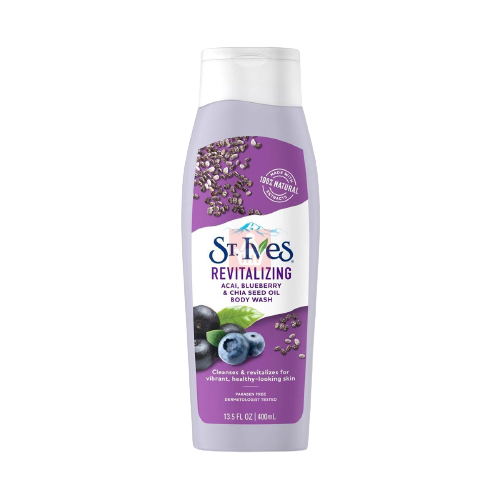 MADE WITH
100% NATURAL
EXTRACTS
ST. IVES
REVITALIZING
ACAI, BLUEBERRY
& CHIA SEED OIL
BODY WASH
Cleanses & revitalizes for
vibrant, healthy-looking skin
PARABEN FREE
DERMATOLOGIST TESTED
13.5 FL OZ | 400mL